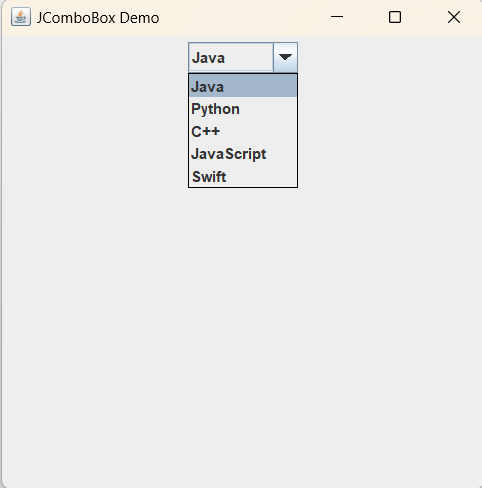 JComboBox Demo
Java
Java
Python
C++
JavaScript
Swift